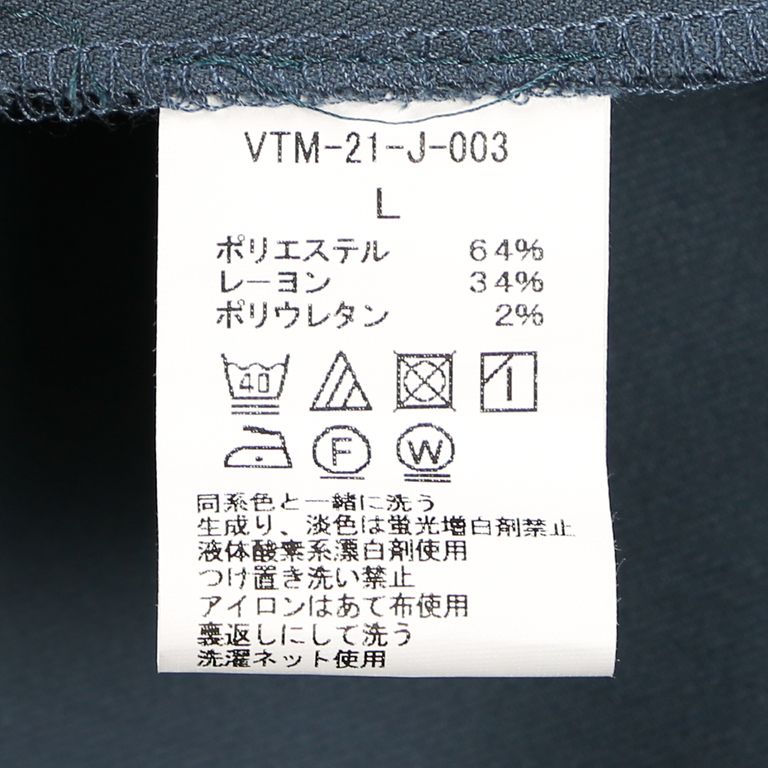 VTM-21-J-003
L
ポリエステル 64%
レーヨン 34%
ポリウレタン 2%
40
F W
同系色と一緒に洗う
生成り、淡色は蛍光増白剤禁止
液体酸素系漂白剤使用
つけ置き洗い禁止
アイロンはあて布使用
裏返しにして洗う
洗濯ネット使用